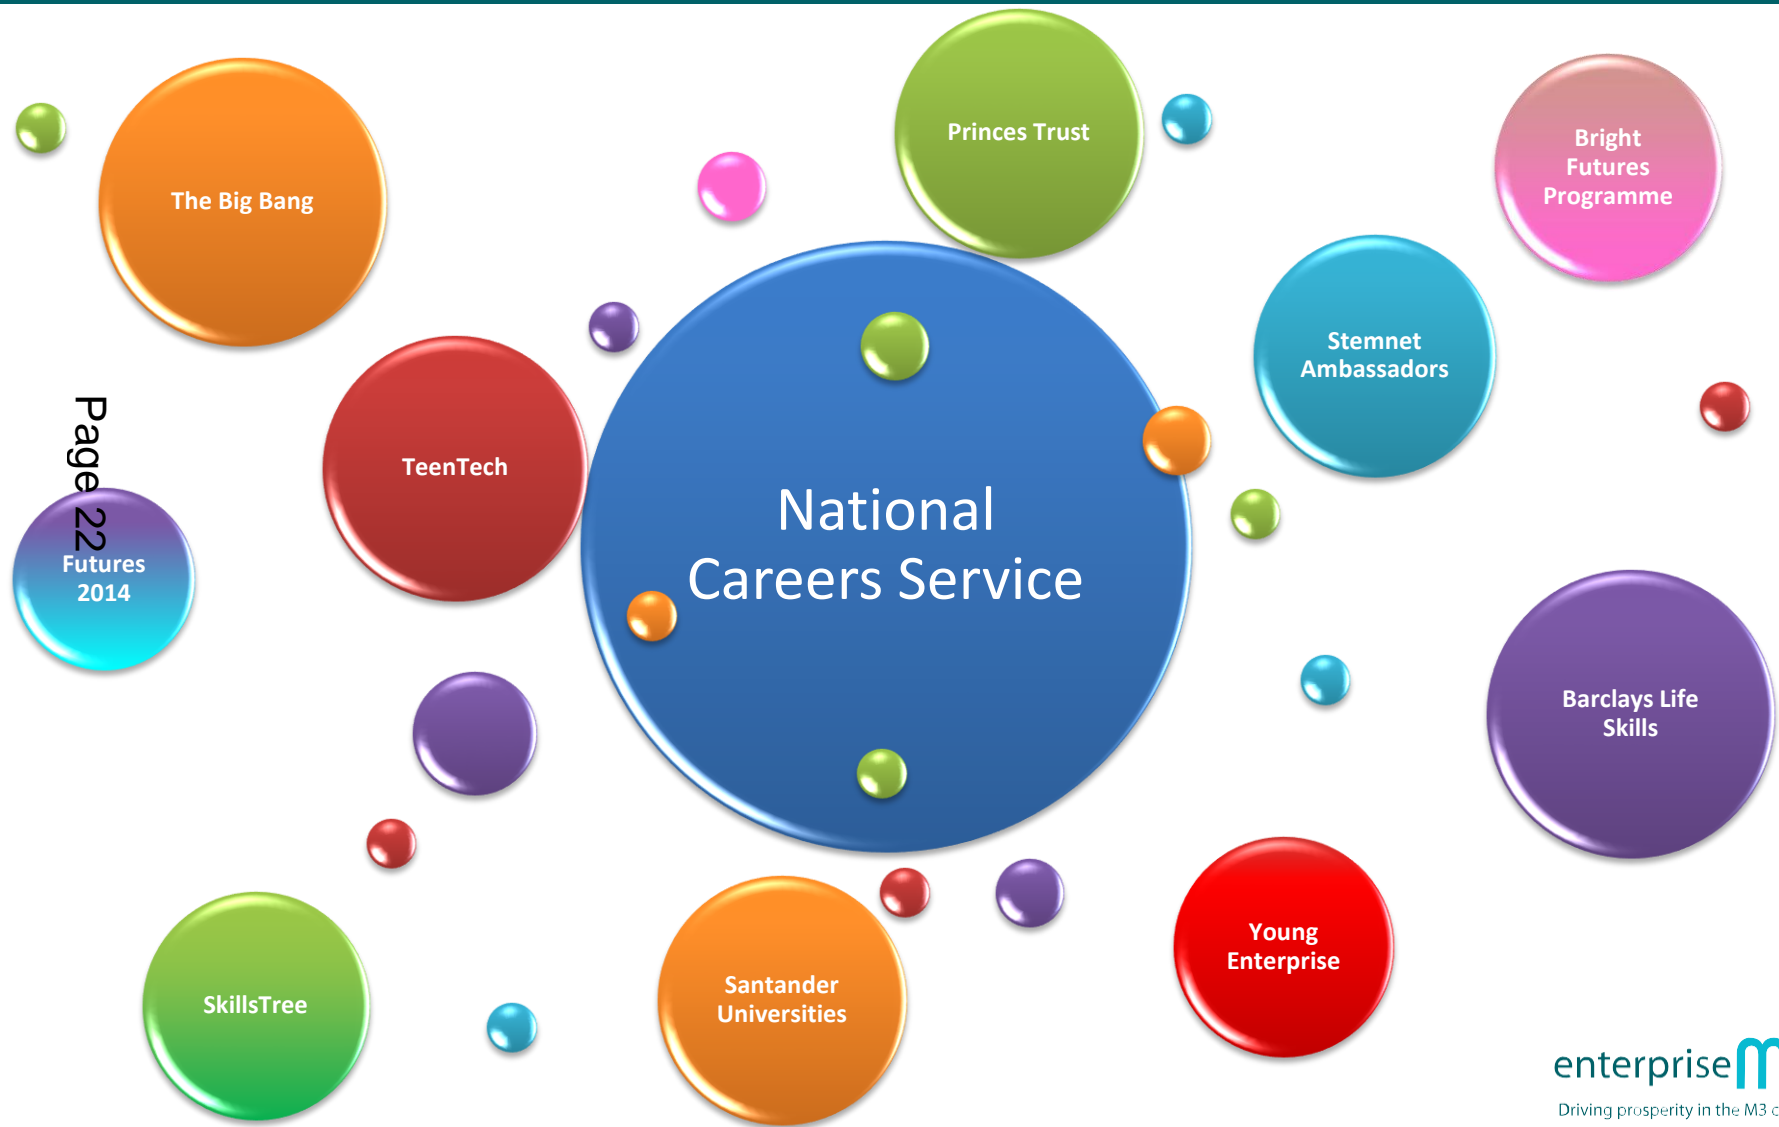 Princes Trust
Bright
Futures
Programme
The Big Bang
Stemnet
Ambassadors
TeenTech
Page 22
National
Careers Service
Futures
2014
Barclays Life
Skills
Young
Enterprise
Santander
Universities
SkillsTree
enterprise
Driving prosperity in the M3